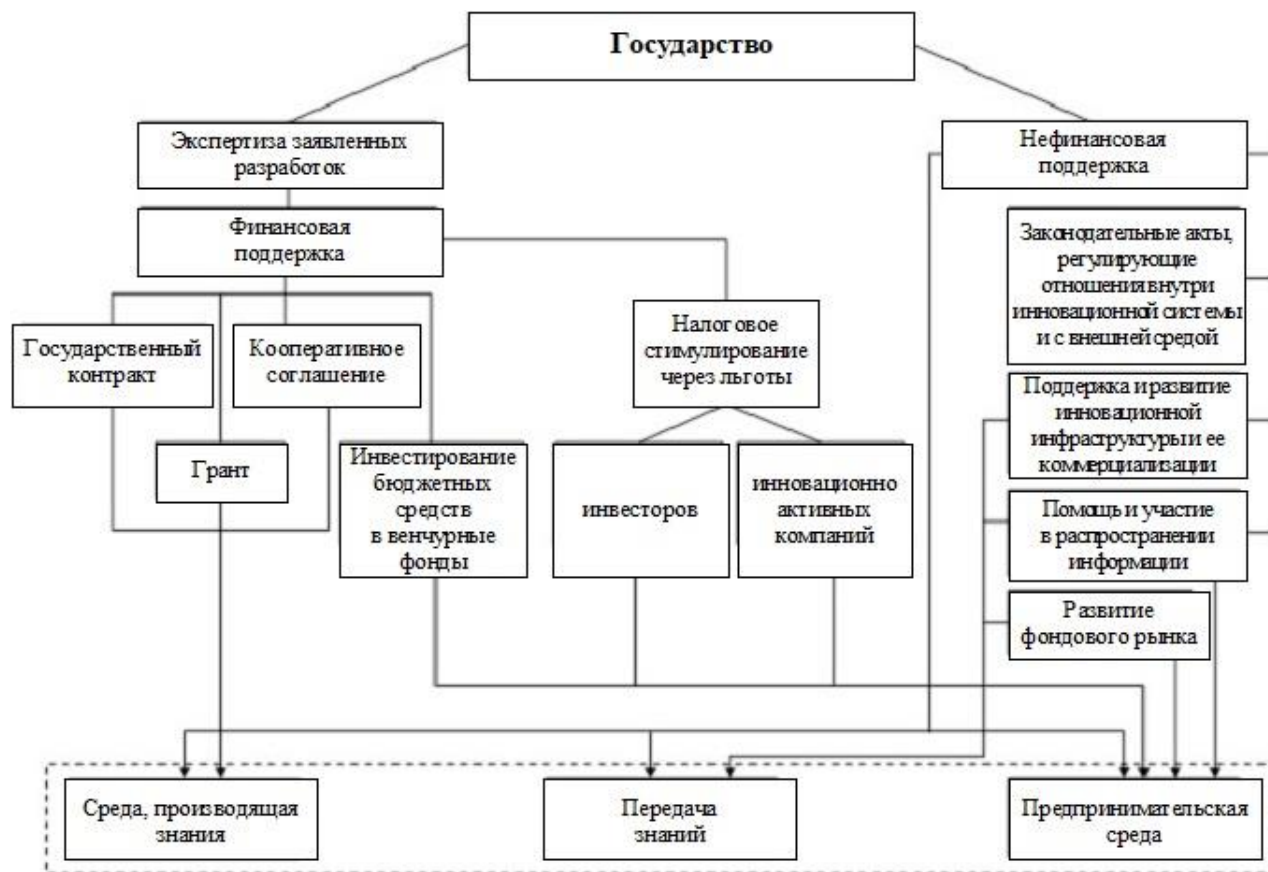 Государство
Экспертиза заявленных
разработок
Нефинансовая
поддержка
Финансовая
поддержка
Законодательные акты,
регулирующие
отношения внутри
инновационной системы
и с внешней средой
Государственный
контракт
Кооперативное
соглашение
Налоговое
стимулирование
через льготы
Поддержка и развитие
инновационной
инфраструктуры и ее
коммерциализации
Грант
Инвестирование
бюджетных
средств
в венчурные
фонды
инвесторов
инновационно
активных
компаний
Помощь и участие
в распространении
информации
Развитие
фондового рынка
Среда, производящая
знания
Передача
знаний
Предпринимательская
среда